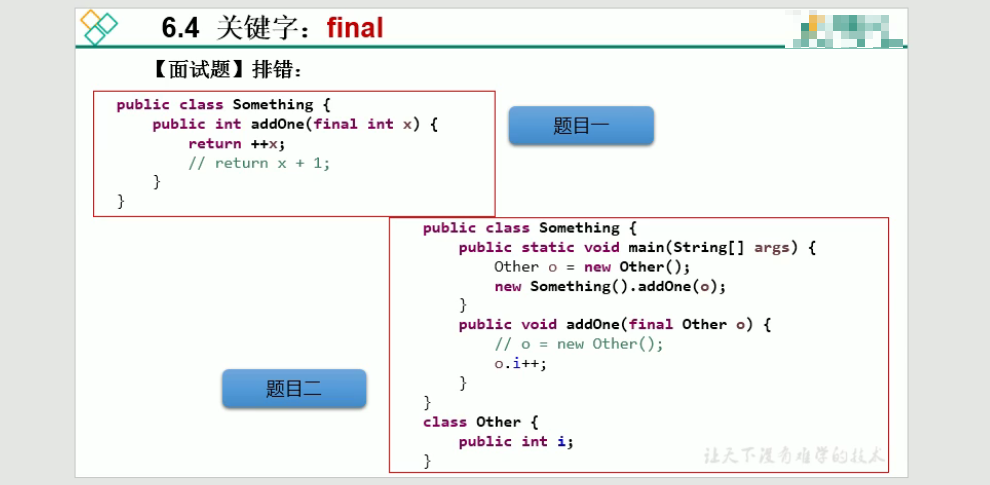 6.4 关键字：final
【面试题】排错：
public class Something {
public int addOne(final int x) {
return ++x;
// return x + 1;
}
}
题目一
public class Something {
public static void main(String[] args) {
Other o = new Other();
new Something().addOne(o);
}
public void addOne(final Other o) {
// o = new Other();
o.i++;
}
}
class Other {
public int i;
}
题目二
让天下没有难学的技术